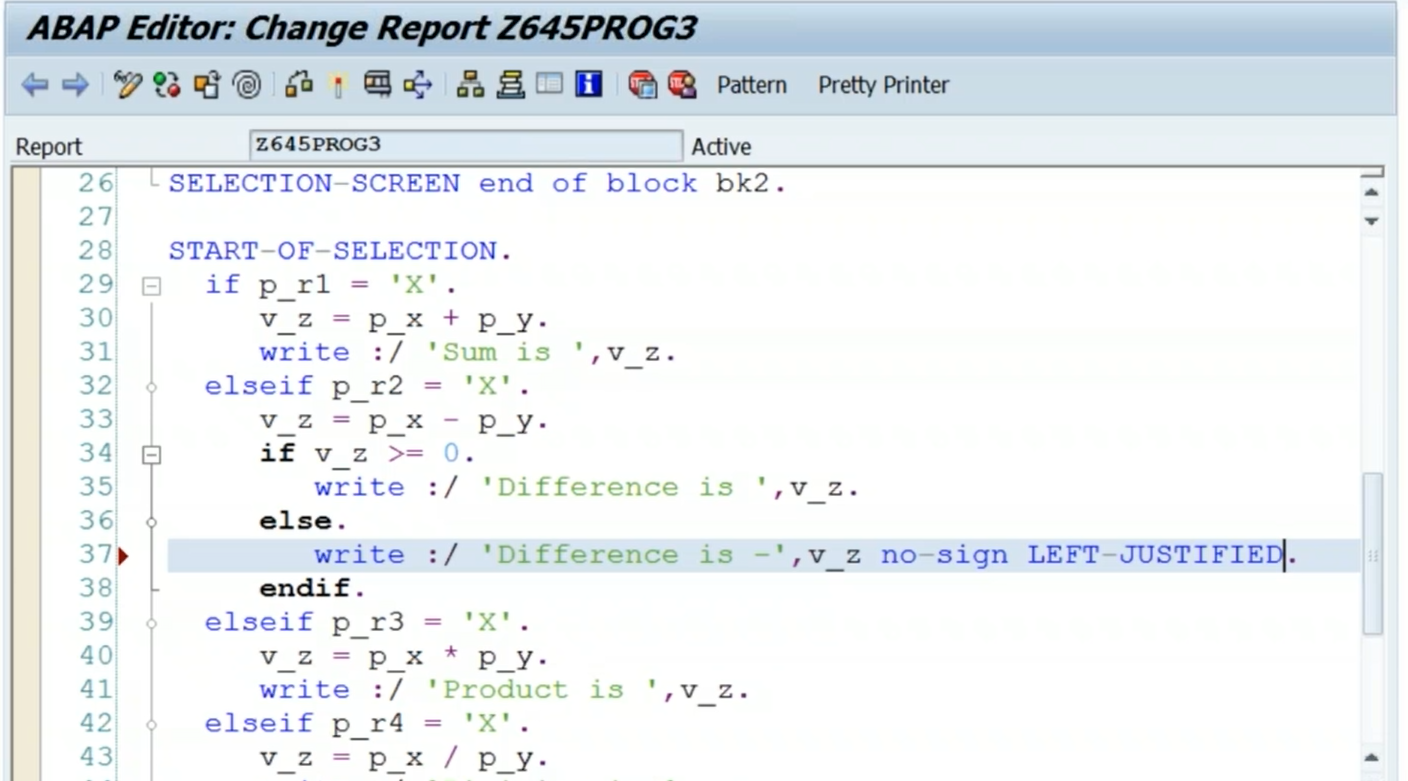 ABAP Editor: Change Report Z645PROG3
Pattern Pretty Printer
Report Z645PROG3 Active
26 SELECTION-SCREEN end of block bk2.
27
28 START-OF-SELECTION.
29 if p_r1 = 'X'.
30 v_z = p_x + p_y.
31 write :/ 'Sum is ',v_z.
32 elseif p_r2 = 'X'.
33 v_z = p_x - p_y.
34 if v_z >= 0.
35 write :/ 'Difference is ',v_z.
36 else.
37 write :/ 'Difference is -',v_z no-sign LEFT-JUSTIFIED.
38 endif.
39 elseif p_r3 = 'X'.
40 v_z = p_x * p_y.
41 write :/ 'Product is ',v_z.
42 elseif p_r4 = 'X'.
43 v_z = p_x / p_y.